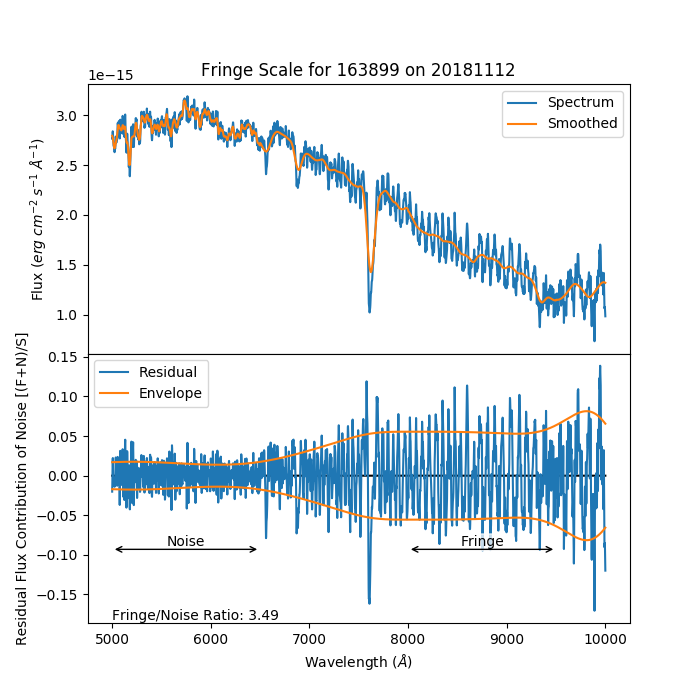 Fringe Scale for 163899 on 20181112
1e−15
Spectrum
Smoothed
3.0
2.5
2.0
1.5
1.0
Flux (erg cm⁻² s⁻¹ Å⁻¹)
Residual
Envelope
0.15
0.10
0.05
0.00
−0.05
−0.10
−0.15
Residual Flux Contribution of Noise [(F+N)/S]
Noise
Fringe
Fringe/Noise Ratio: 3.49
5000 6000 7000 8000 9000 10000
Wavelength (Å)